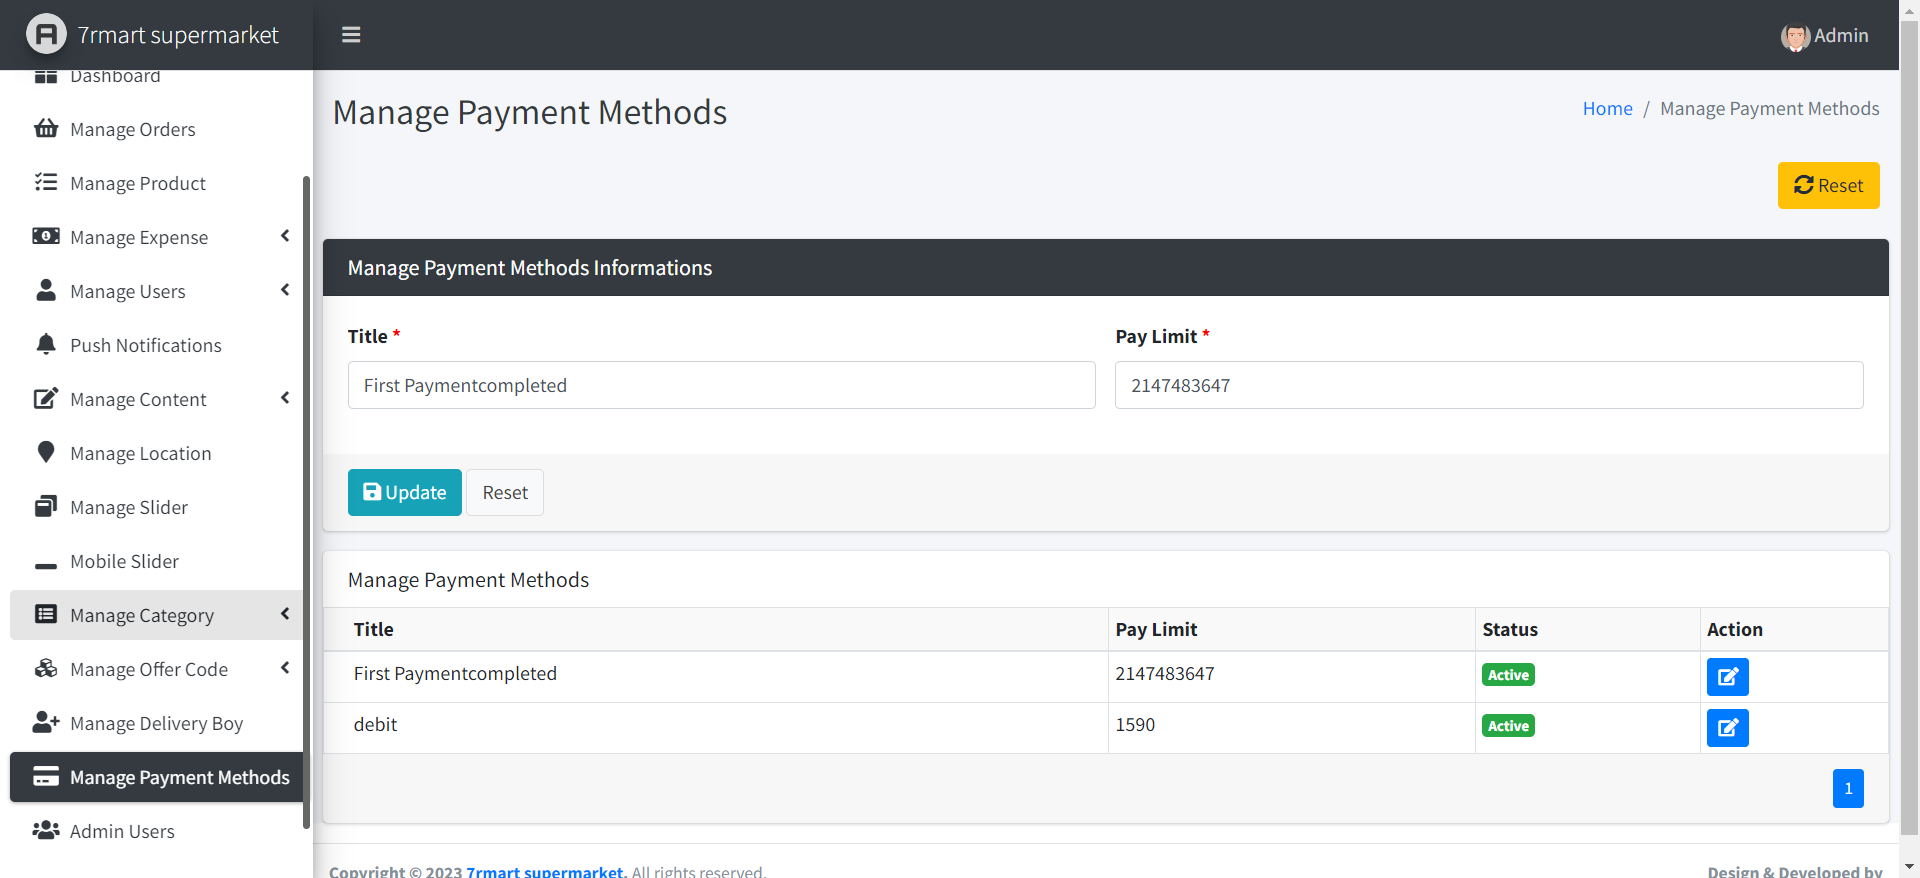 7rmart supermarket
Admin
Dashboard
Manage Orders
Manage Product
Manage Expense
Manage Users
Push Notifications
Manage Content
Manage Location
Manage Slider
Mobile Slider
Manage Category
Manage Offer Code
Manage Delivery Boy
Manage Payment Methods
Admin Users
Manage Payment Methods
Home / Manage Payment Methods
Reset
Manage Payment Methods Informations
Title * Pay Limit *
First Paymentcompleted 2147483647
Update Reset
Manage Payment Methods
Title Pay Limit Status Action
First Paymentcompleted 2147483647 Active
debit 1590 Active
1
Copyright © 2023 7rmart supermarket. All rights reserved. Design & Developed by